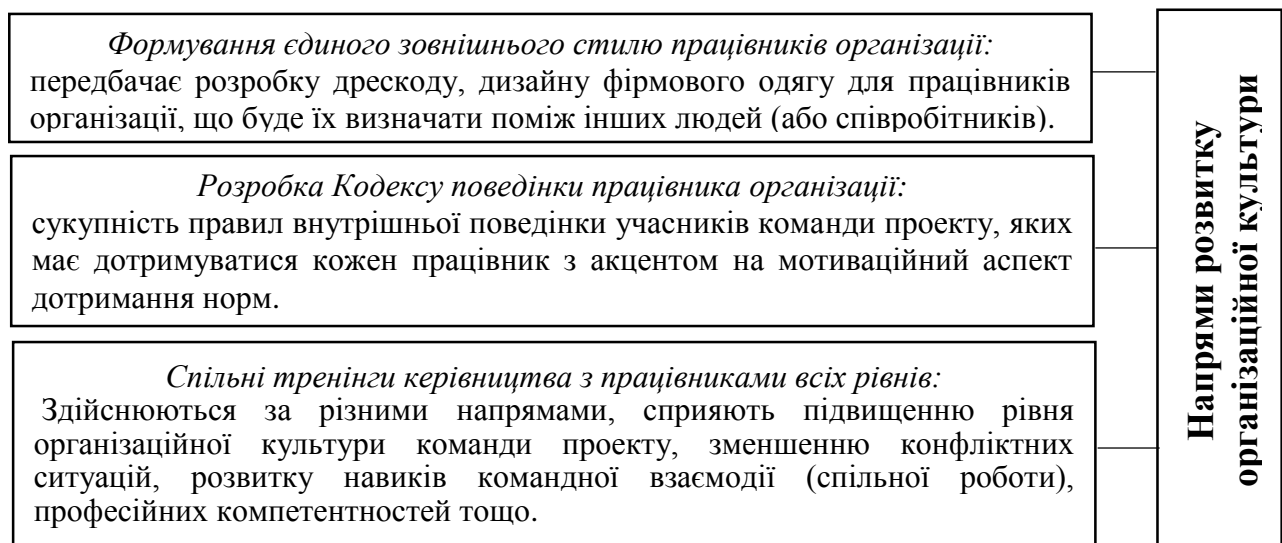 Формування єдиного зовнішнього стилю працівників організації:
передбачає розробку дрескоду, дизайну фірмового одягу для працівників
організації, що буде їх визначати поміж інших людей (або співробітників).
Розробка Кодексу поведінки працівника організації:
сукупність правил внутрішньої поведінки учасників команди проекту, яких
має дотримуватися кожен працівник з акцентом на мотиваційний аспект
дотримання норм.
Спільні тренінги керівництва з працівниками всіх рівнів:
Здійснюються за різними напрямами, сприяють підвищенню рівня
організаційної культури команди проекту, зменшенню конфліктних
ситуацій, розвитку навиків командної взаємодії (спільної роботи),
професійних компетентностей тощо.
Напрями розвитку
організаційної культури